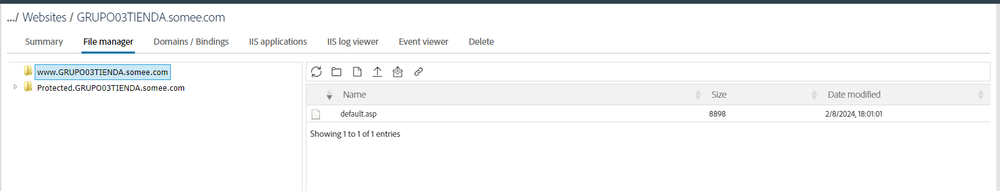 .../ Websites / GRUPO03TIENDA.somee.com
Summary File manager Domains / Bindings IIS applications IIS log viewer Event viewer Delete
www.GRUPO03TIENDA.somee.com
Protected.GRUPO03TIENDA.somee.com
Name Size Date modified
default.asp 8898 2/8/2024, 18:01:01
Showing 1 to 1 of 1 entries